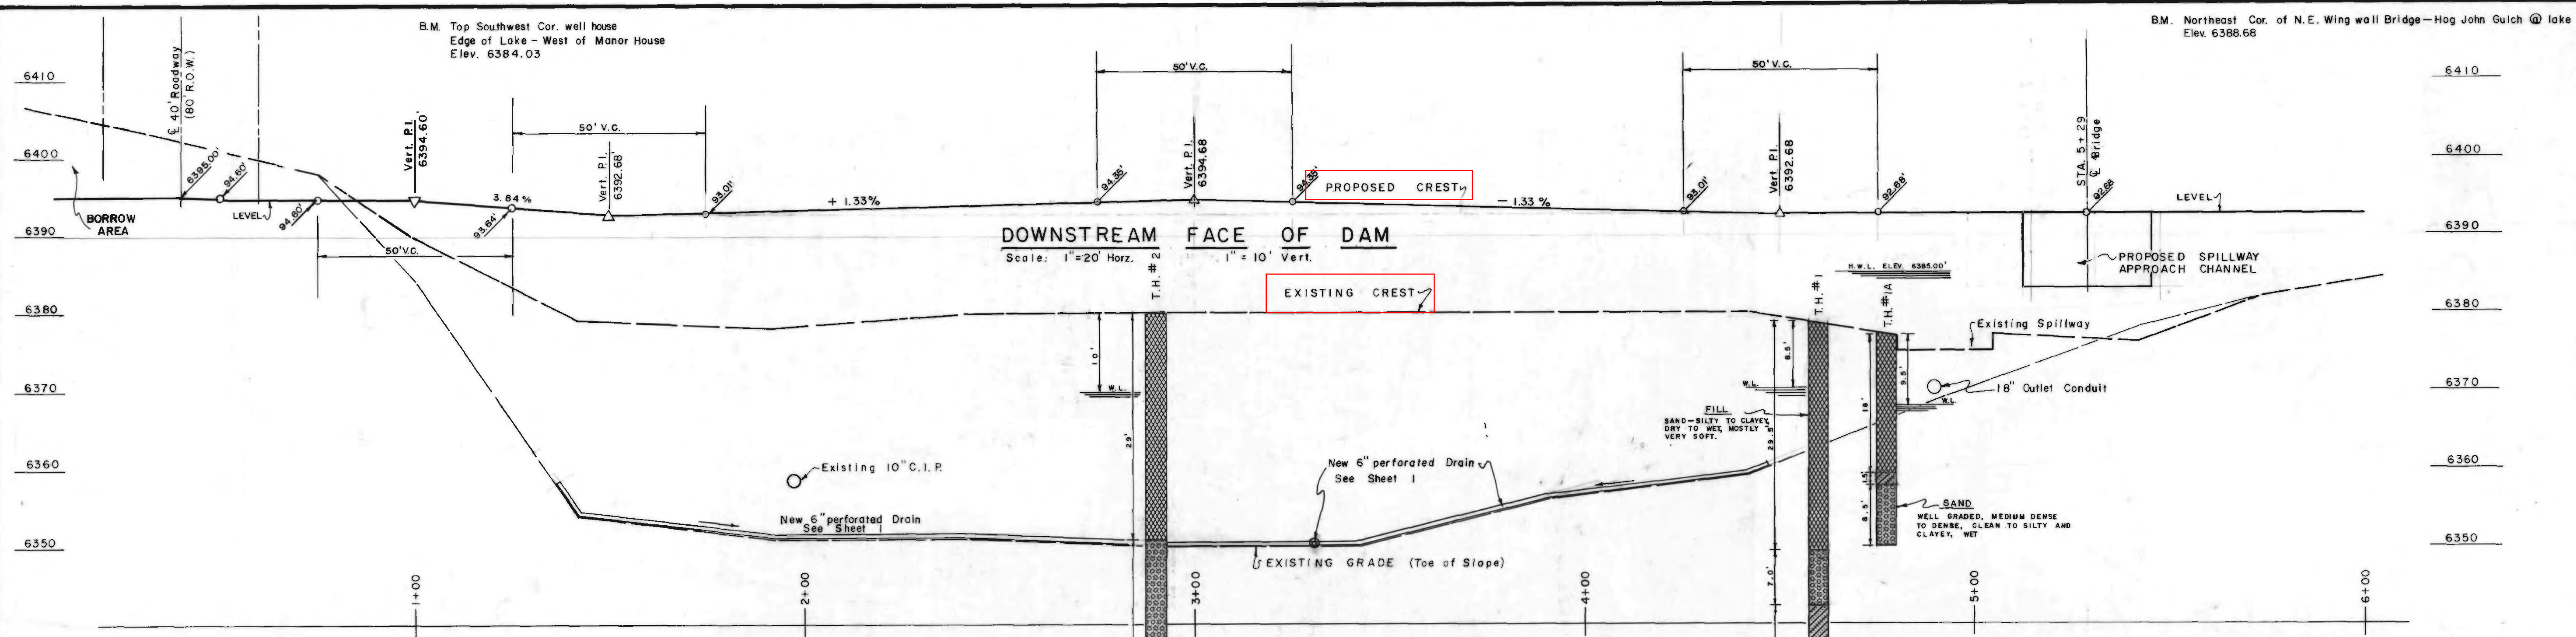 B.M. Top Southwest Cor. well house
Edge of Lake - West of Manor House
Elev. 6384.03
B.M. Northeast Cor. of N.E. Wing wall Bridge - Hog John Gulch @ lake
Elev. 6388.68
6410
6400
6390
6380
6370
6360
6350
6410
6400
6390
6380
6370
6360
6350
℄ 40' Roadway
(80' R.O.W.)
6395.00'
94.60'
94.60'
BORROW
AREA
LEVEL
Vert. P.I.
6394.60'
50' V.C.
3.84 %
93.64'
50' V.C.
Vert. P.I.
6392.68'
93.01'
+ 1.33%
50' V.C.
94.35'
Vert. P.I.
6394.68
94.35'
PROPOSED CREST
- 1.33 %
50' V.C.
93.01'
Vert. P.I.
6392.68
92.68'
STA. 5 + 29
℄ Bridge
92.68
LEVEL
DOWNSTREAM FACE OF DAM
Scale: 1"=20' Horz. 1" = 10' Vert.
EXISTING CREST
T.H. # 2
10'
W.L.
29'
H.W.L. ELEV. 6385.00'
PROPOSED SPILLWAY
APPROACH CHANNEL
T.H. # 1
T.H. # 1A
8.5'
W.L.
FILL
SAND - SILTY TO CLAYEY,
DRY TO WET, MOSTLY
VERY SOFT.
29.5'
7.0'
18'
1.5'
8.5'
9.5'
W.L.
Existing Spillway
18" Outlet Conduit
SAND
WELL GRADED, MEDIUM DENSE
TO DENSE, CLEAN TO SILTY AND
CLAYEY, WET
Existing 10" C.I.P.
New 6" perforated Drain
See Sheet 1
New 6" perforated Drain
See Sheet 1
EXISTING GRADE (Toe of Slope)
1+00
2+00
3+00
4+00
5+00
6+00